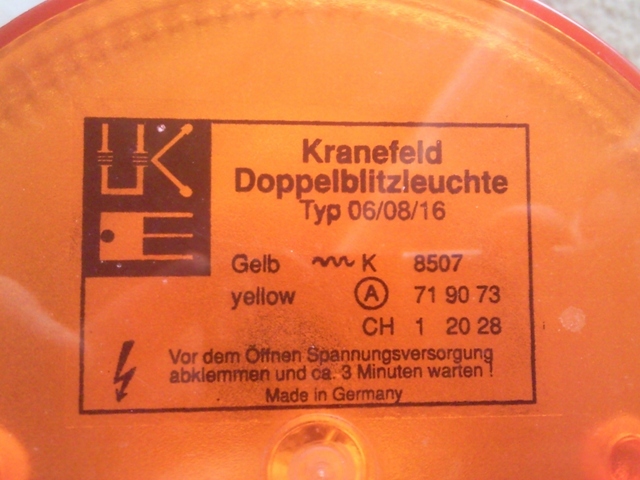 UK
E
Kranefeld
Doppelblitzleuchte
Typ 06/08/16
Gelb K 8507
yellow A 71 90 73
CH 1 20 28
Vor dem Öffnen Spannungsversorgung
abklemmen und ca. 3 Minuten warten !
Made in Germany